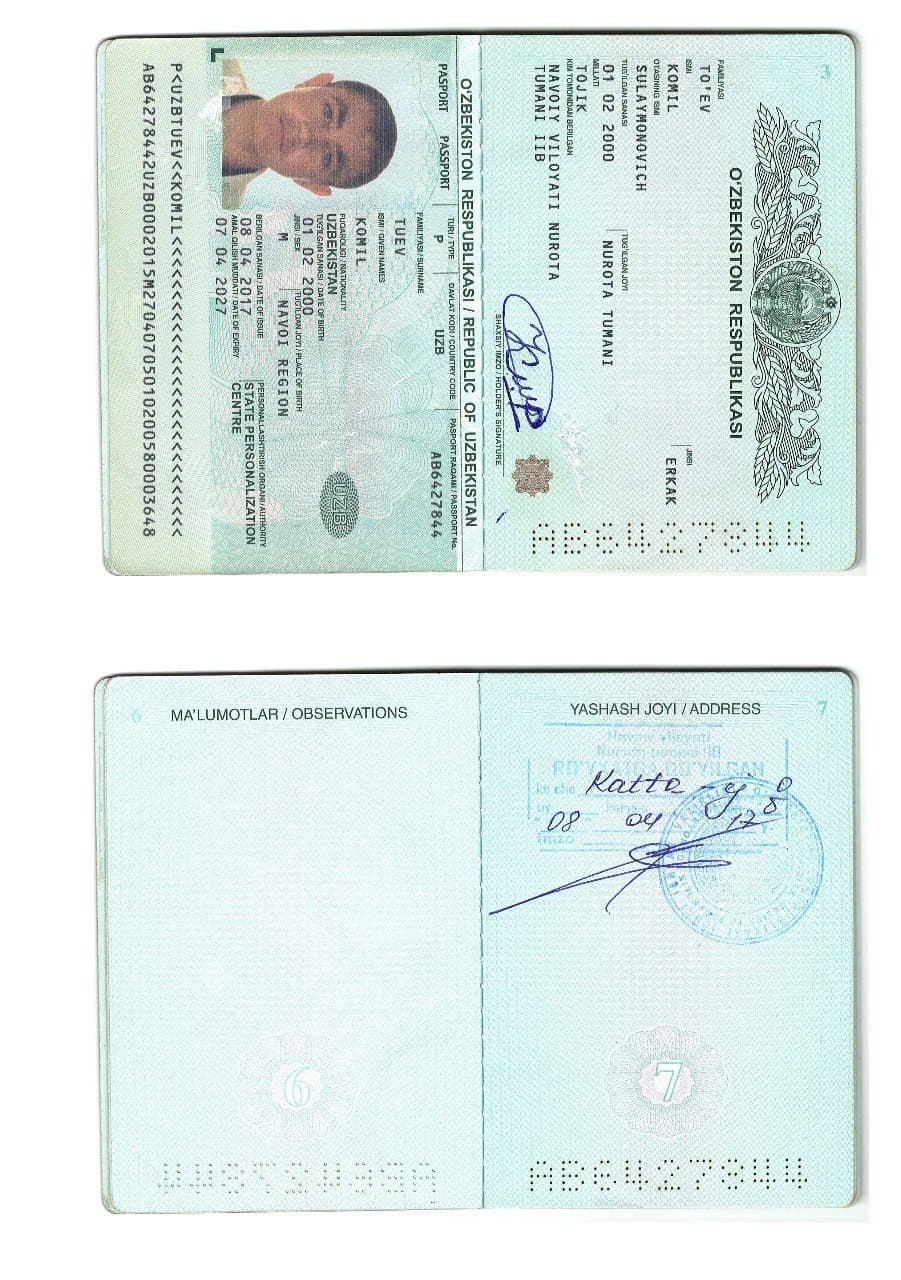 3
O'ZBEKISTON RESPUBLIKASI
FAMILIYASI
TO'EV
ISMI
KOMIL
JINSI
ERKAK
OTASINING ISMI
SULAYMONOVICH
TUG'ILGAN SANASI
01 02 2000
TUG'ILGAN JOYI
NUROTA TUMANI
MILLATI
TOJIK
KIM TOMONIDAN BERILGAN
NAVOIY VILOYATI NUROTA
TUMANI IIB
SHAXSIY IMZO / HOLDER'S SIGNATURE
AB6427844
O'ZBEKISTON RESPUBLIKASI / REPUBLIC OF UZBEKISTAN
PASPORT PASSPORT
TURI / TYPE
P
DAVLAT KODI / COUNTRY CODE
UZB
PASPORT RAQAMI / PASSPORT No.
AB6427844
FAMILIYASI / SURNAME
TUEV
ISMI / GIVEN NAMES
KOMIL
FUQAROLIGI / NATIONALITY
UZBEKISTAN
TUG'ILGAN SANASI / DATE OF BIRTH
01 02 2000
JINSI / SEX
M
TUG'ILGAN JOYI / PLACE OF BIRTH
NAVOI REGION
BERILGAN SANASI / DATE OF ISSUE
08 04 2017
AMAL QILISH MUDDATI / DATE OF EXPIRY
07 04 2027
PERSONALLASHTIRISH ORGANI / AUTHORITY
STATE PERSONALIZATION
CENTRE
UZB
P<UZBTUEV<<KOMIL<<<<<<<<<<<<<<<<<<<<<<<<<<<<
AB64278442UZB0002015M27040705010200580003648
6
MA'LUMOTLAR / OBSERVATIONS
6
YASHASH JOYI / ADDRESS
7
Navoiy viloyati
Nurota tumani IIB
RO'YXATGA QO'YILGAN
Katta
08 04 17
7
AB6427844